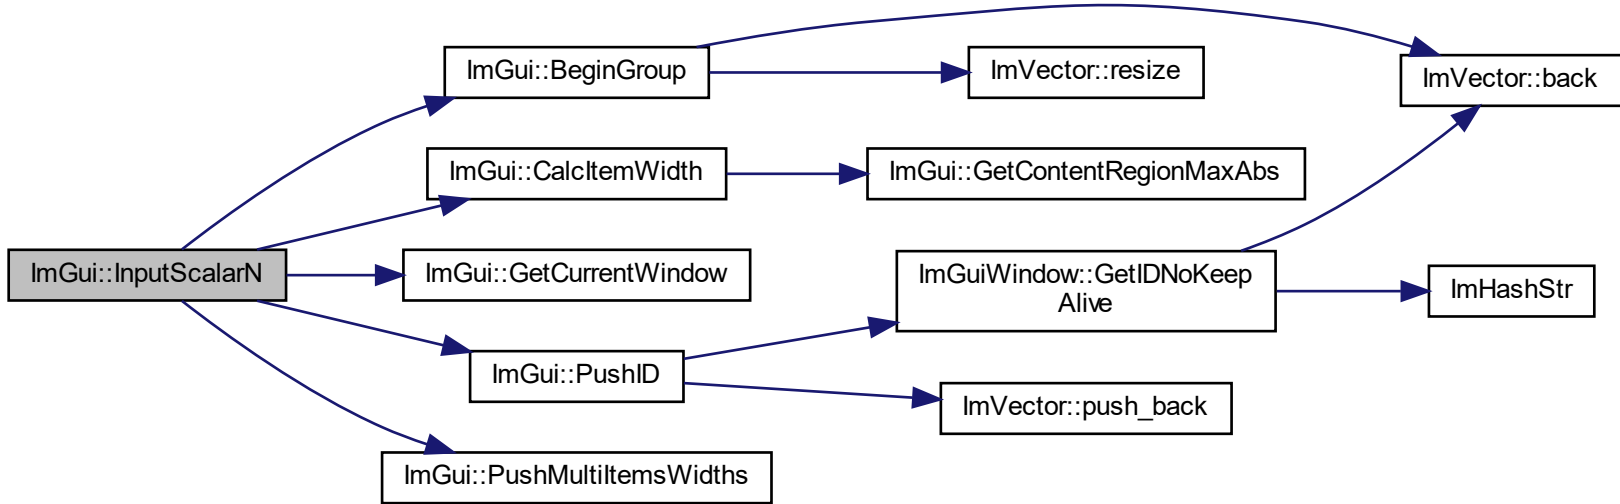 ImGui::BeginGroup
ImVector::resize
ImVector::back
ImGui::CalcItemWidth
ImGui::GetContentRegionMaxAbs
ImGui::InputScalarN
ImGui::GetCurrentWindow
ImGuiWindow::GetIDNoKeep
Alive
ImHashStr
ImGui::PushID
ImVector::push_back
ImGui::PushMultiItemsWidths